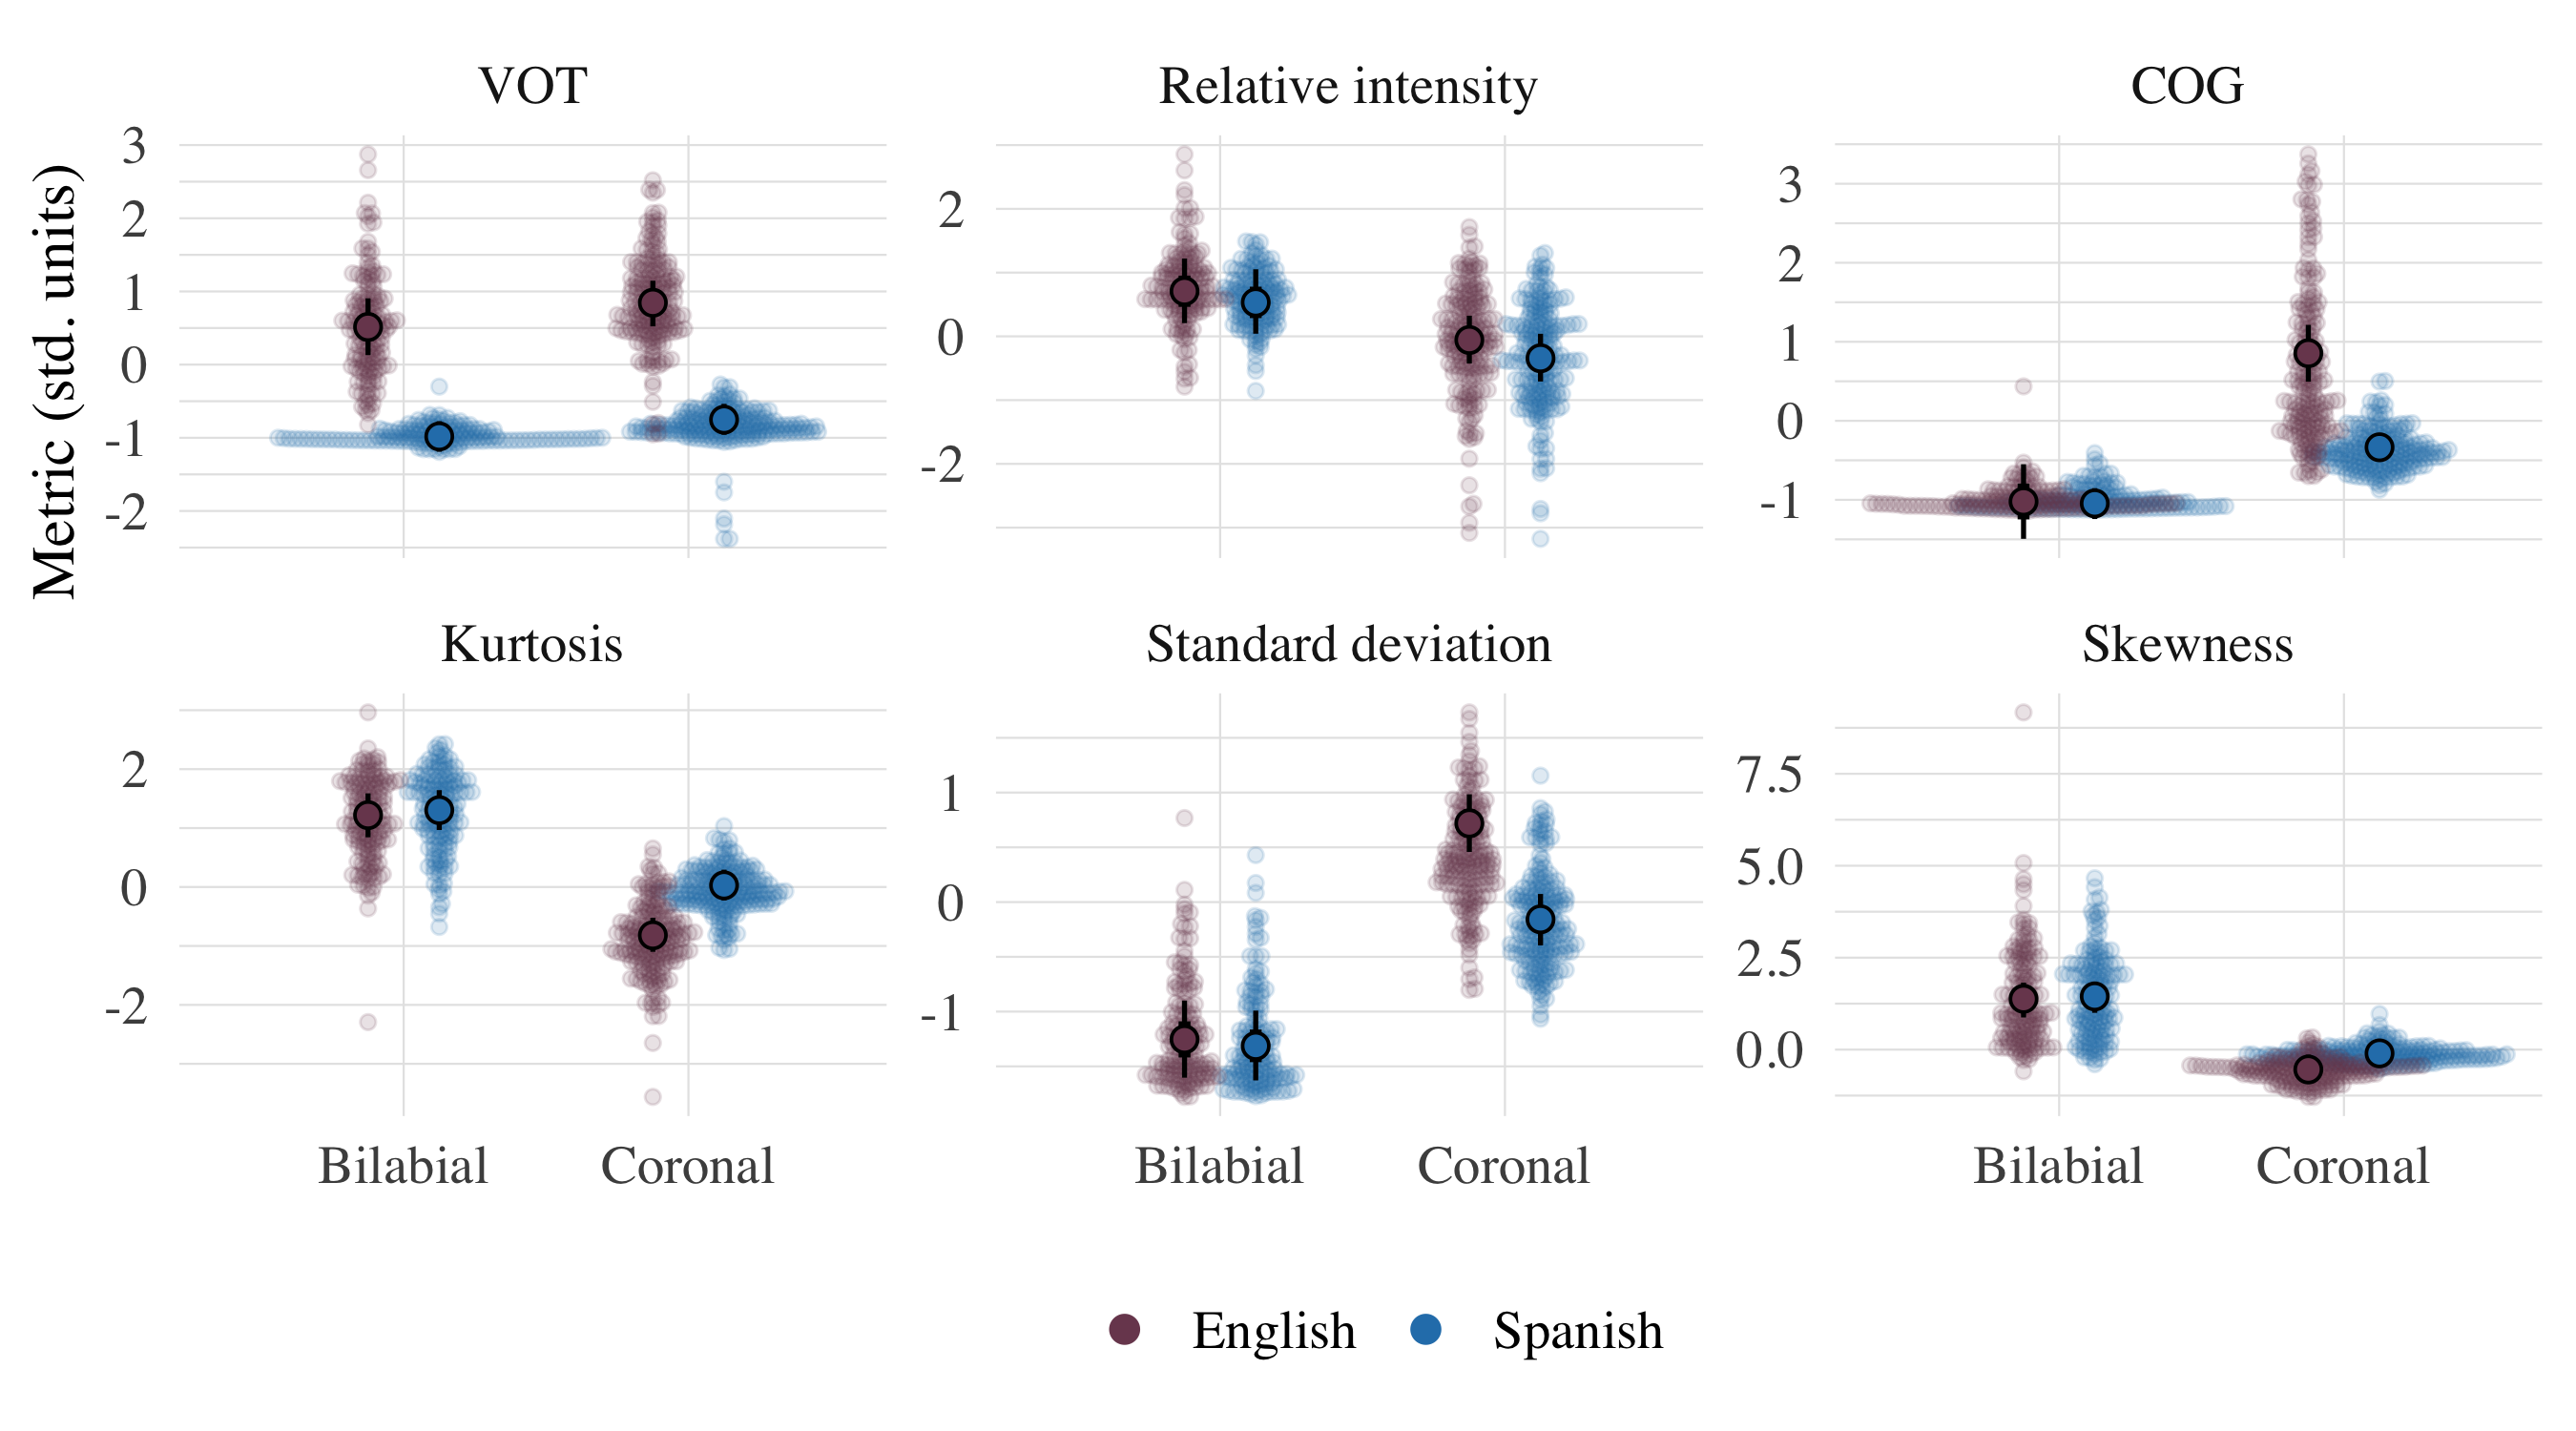 VOT
Relative intensity
COG
Metric (std. units)
3
2
1
0
-1
-2
2
0
-2
3
2
1
0
-1
Kurtosis
Standard deviation
Skewness
2
0
-2
1
0
-1
7.5
5.0
2.5
0.0
Bilabial Coronal
Bilabial Coronal
Bilabial Coronal
English Spanish